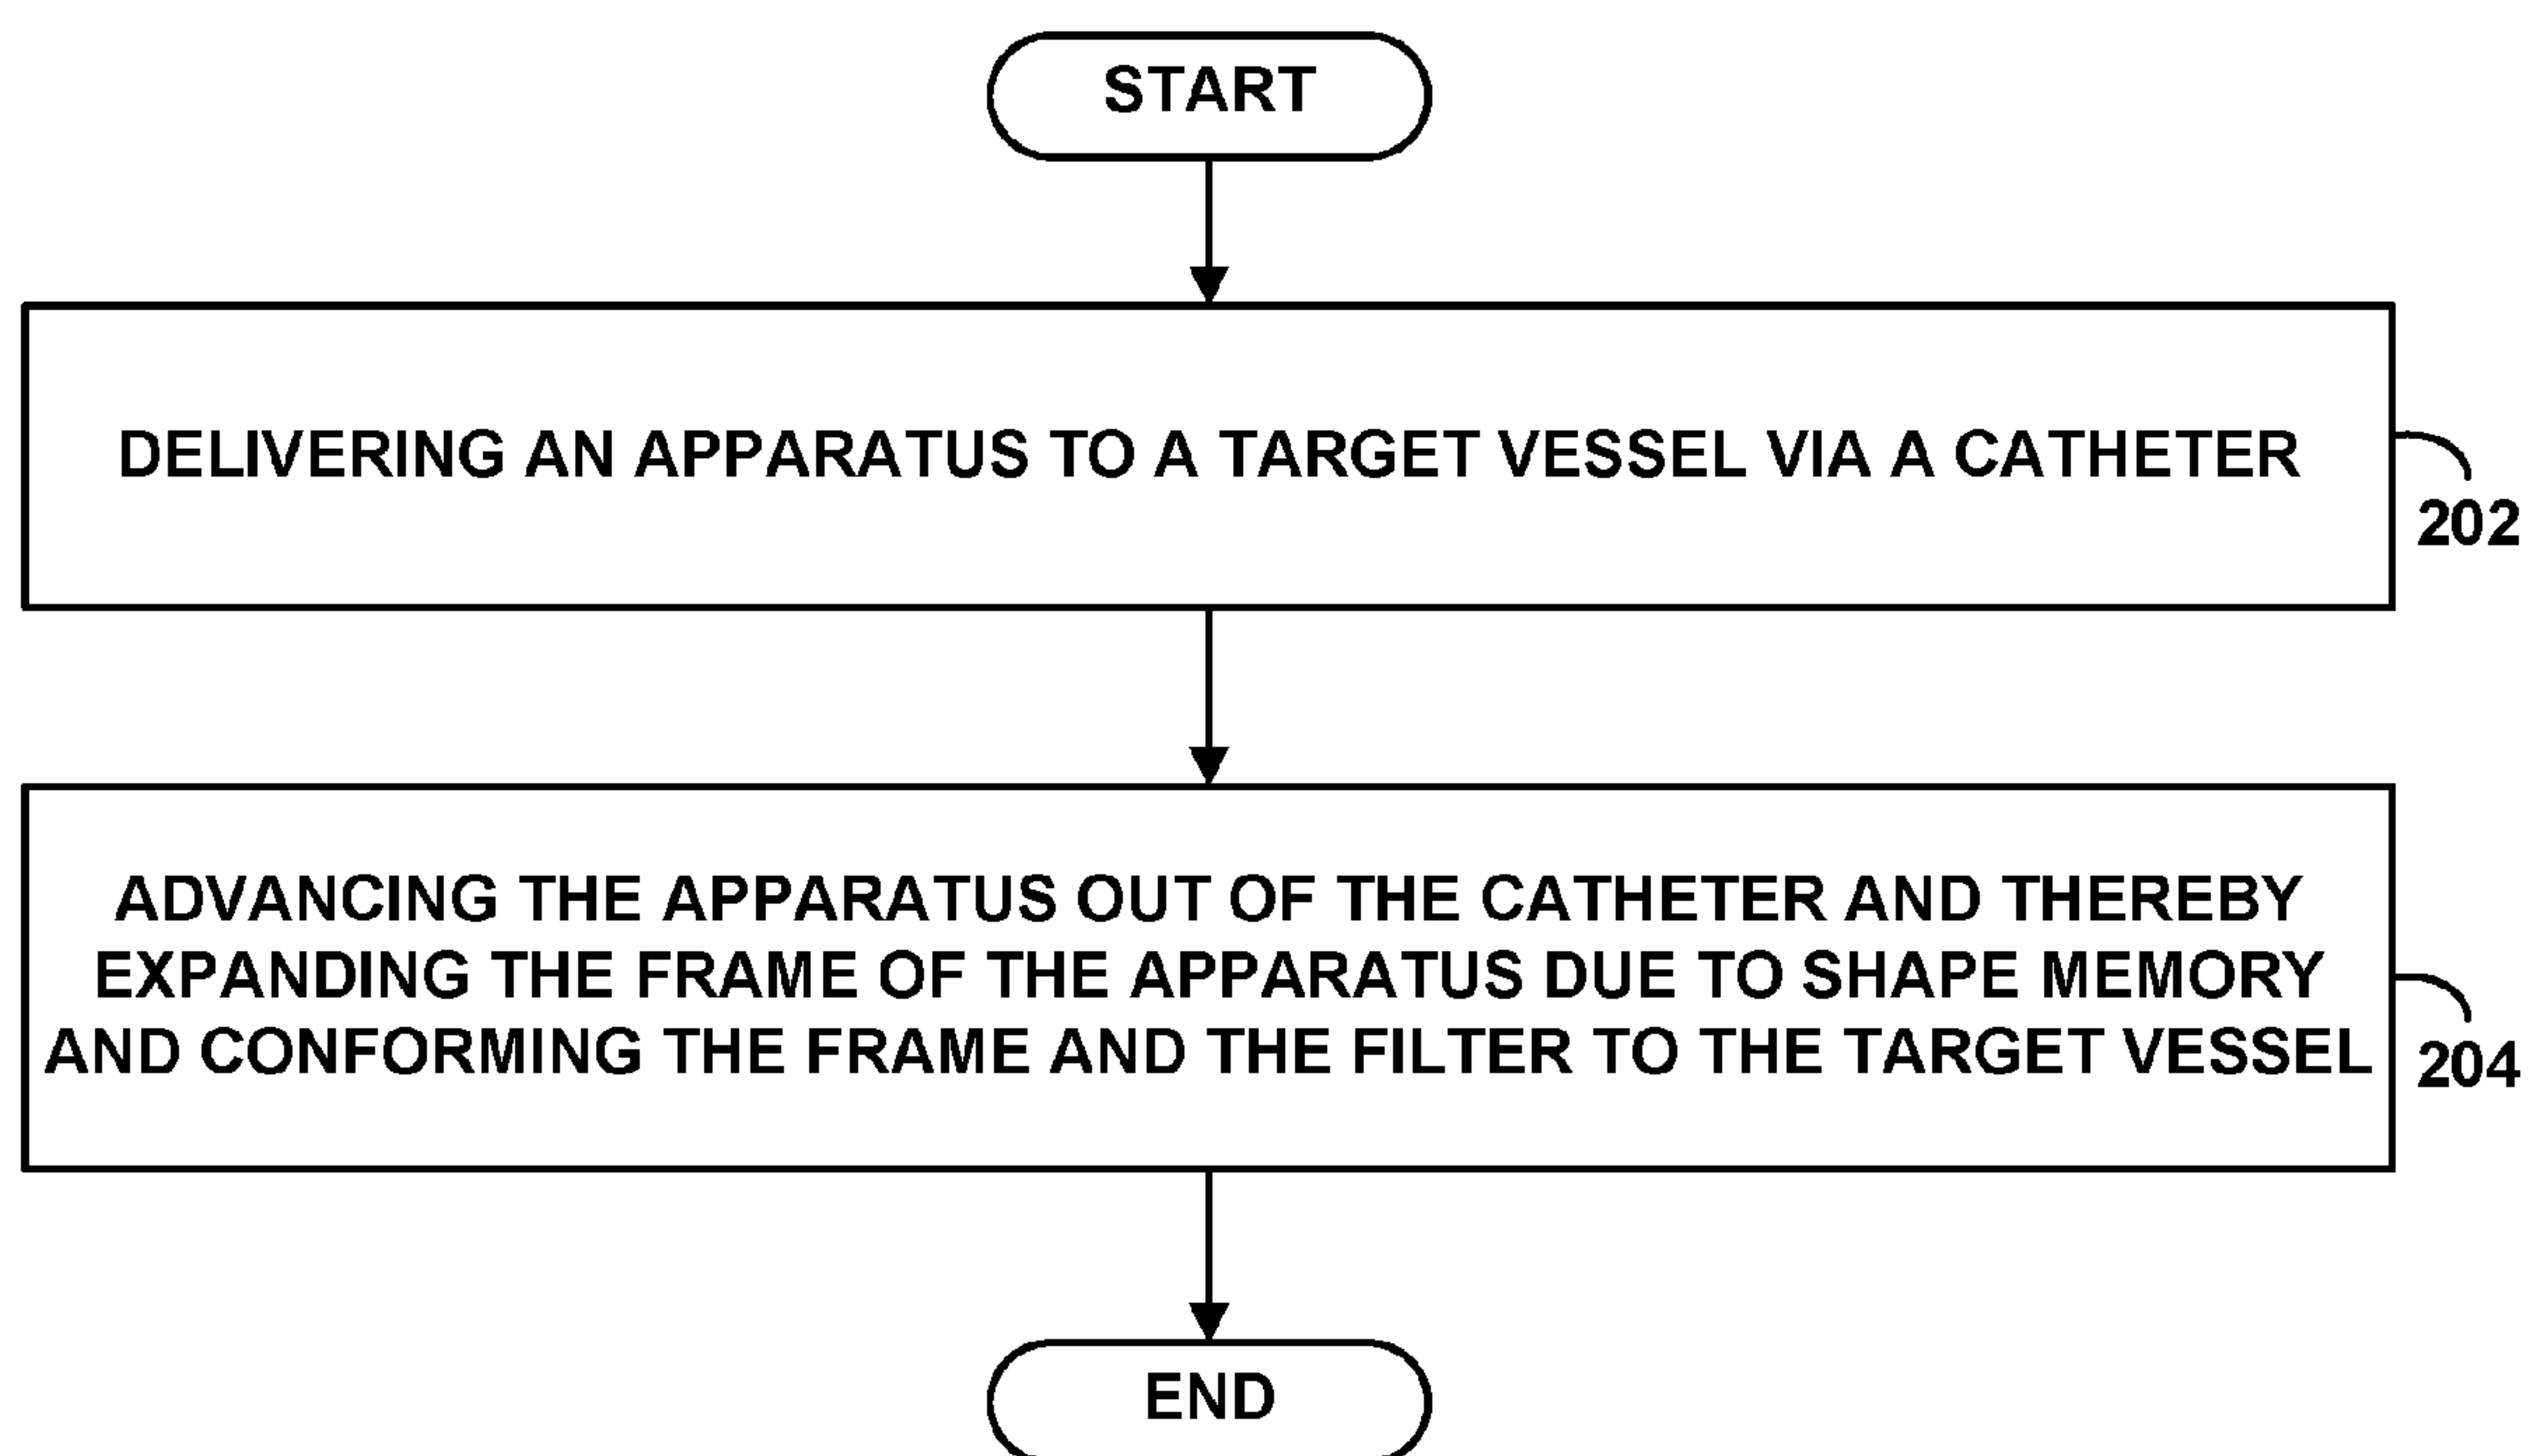 START
DELIVERING AN APPARATUS TO A TARGET VESSEL VIA A CATHETER
202
ADVANCING THE APPARATUS OUT OF THE CATHETER AND THEREBY
EXPANDING THE FRAME OF THE APPARATUS DUE TO SHAPE MEMORY
AND CONFORMING THE FRAME AND THE FILTER TO THE TARGET VESSEL
204
END